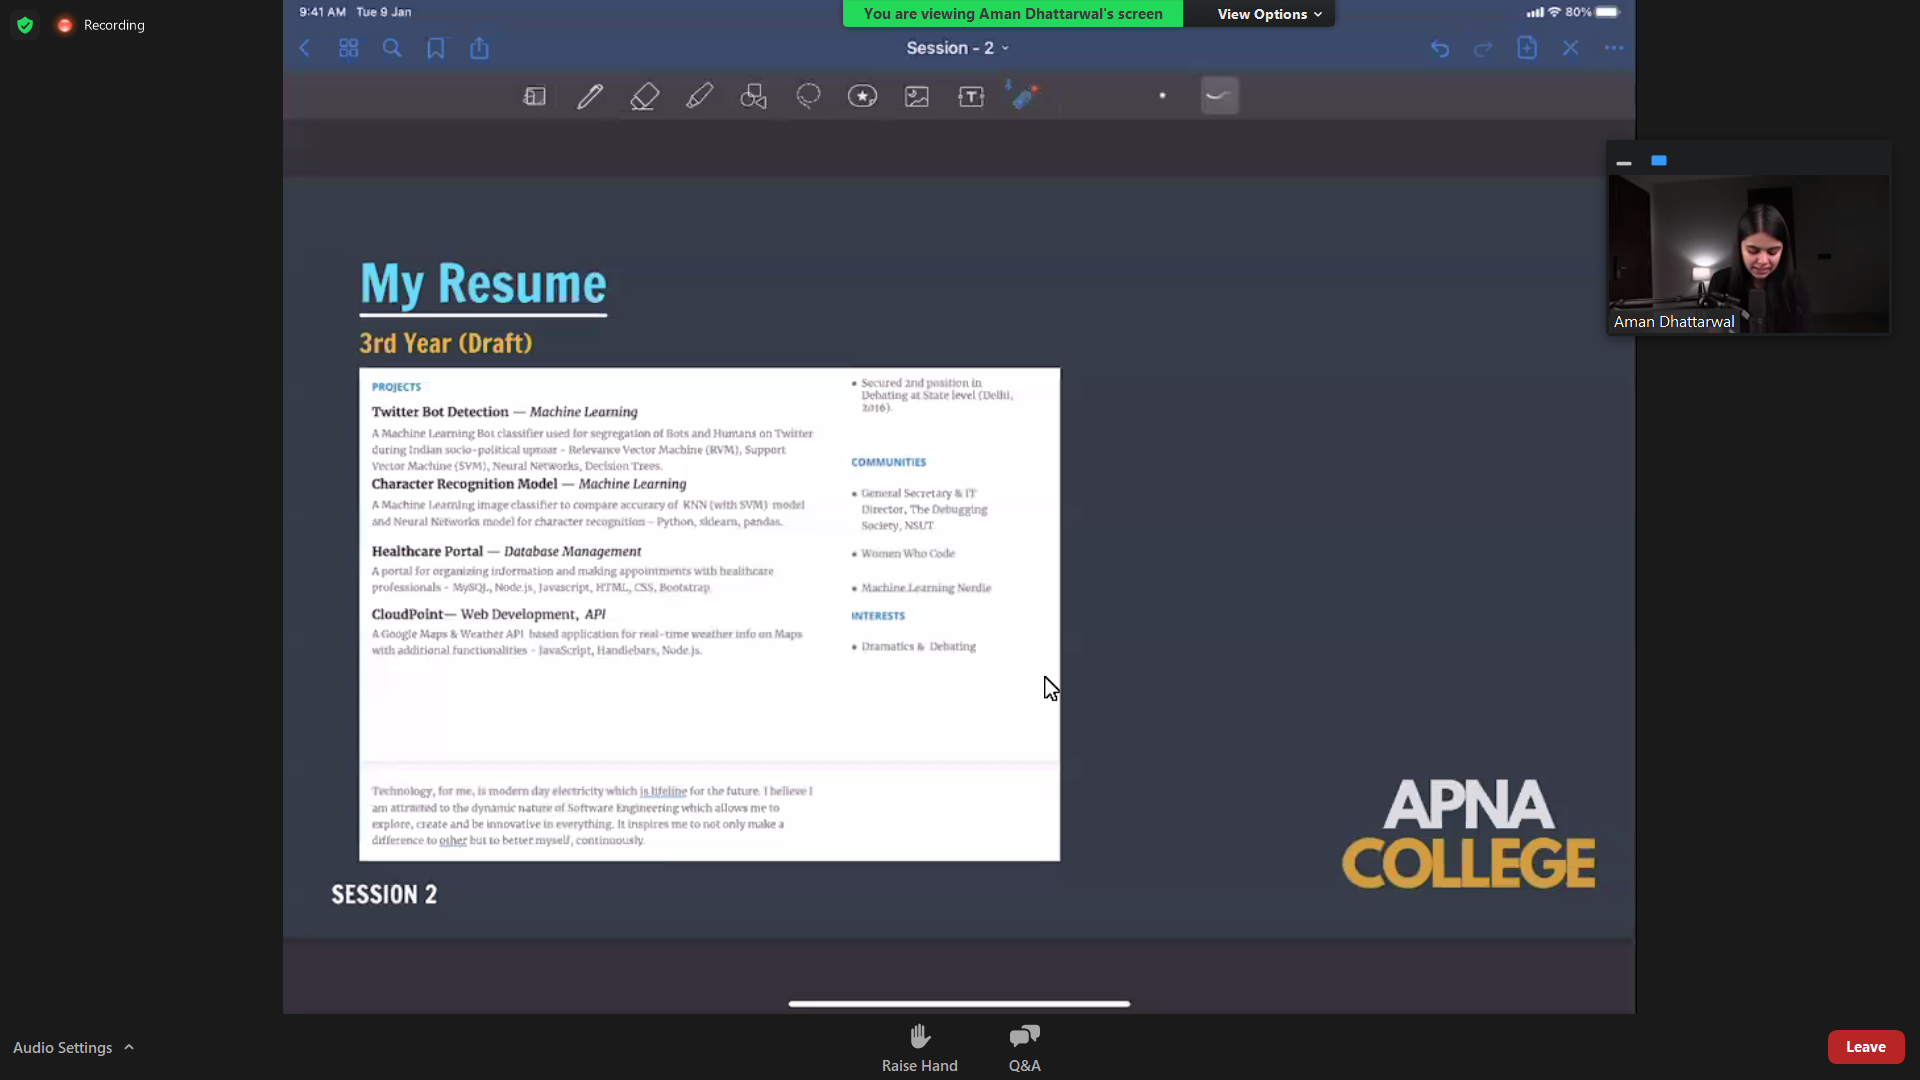 Recording
9:41 AM Tue 9 Jan
You are viewing Aman Dhattarwal's screen
View Options
80%
Session - 2
My Resume
3rd Year (Draft)
PROJECTS
Twitter Bot Detection — Machine Learning
A Machine Learning Bot classifier used for segregation of Bots and Humans on Twitter
during Indian socio-political uproar - Relevance Vector Machine (RVM), Support
Vector Machine (SVM), Neural Networks, Decision Trees.
Character Recognition Model — Machine Learning
A Machine Learning image classifier to compare accuracy of KNN (with SVM) model
and Neural Networks model for character recognition - Python, sklearn, pandas.
Healthcare Portal — Database Management
A portal for organizing information and making appointments with healthcare
professionals - MySQL, Node.js, Javascript, HTML, CSS, Bootstrap.
CloudPoint— Web Development, API
A Google Maps & Weather API based application for real-time weather info on Maps
with additional functionalities - JavaScript, Handlebars, Node.js.
• Secured 2nd position in
Debating at State level (Delhi,
2016).
COMMUNITIES
• General Secretary & IT
Director, The Debugging
Society, NSUT
• Women Who Code
• Machine Learning Nerdie
INTERESTS
• Dramatics & Debating
Technology, for me, is modern day electricity which is lifeline for the future. I believe I
am attracted to the dynamic nature of Software Engineering which allows me to
explore, create and be innovative in everything. It inspires me to not only make a
difference to other but to better myself, continuously.
SESSION 2
APNA
COLLEGE
Aman Dhattarwal
Audio Settings
Raise Hand
Q&A
Leave